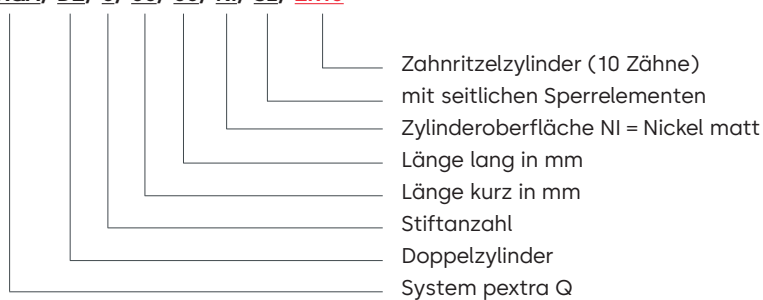 Zahnritzelzylinder (10 Zähne)
mit seitlichen Sperrelementen
Zylinderoberfläche NI = Nickel matt
Länge lang in mm
Länge kurz in mm
Stiftanzahl
Doppelzylinder
System pextra Q